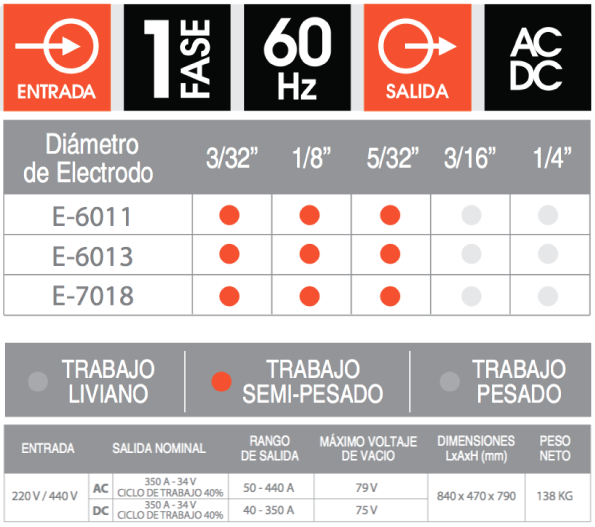 ENTRADA
1 FASE
60 Hz
SALIDA
AC
DC
Diámetro
de Electrodo
3/32” 1/8” 5/32” 3/16” 1/4”
E-6011
E-6013
E-7018
TRABAJO
LIVIANO
TRABAJO
SEMI-PESADO
TRABAJO
PESADO
ENTRADA
SALIDA NOMINAL
RANGO
DE SALIDA
MÁXIMO VOLTAJE
DE VACIO
DIMENSIONES
LxAxH (mm)
PESO
NETO
220 V / 440 V
AC
350 A - 34 V
CICLO DE TRABAJO 40%
50 - 440 A
79 V
DC
350 A - 34 V
CICLO DE TRABAJO 40%
40 - 350 A
75 V
840 x 470 x 790
138 KG